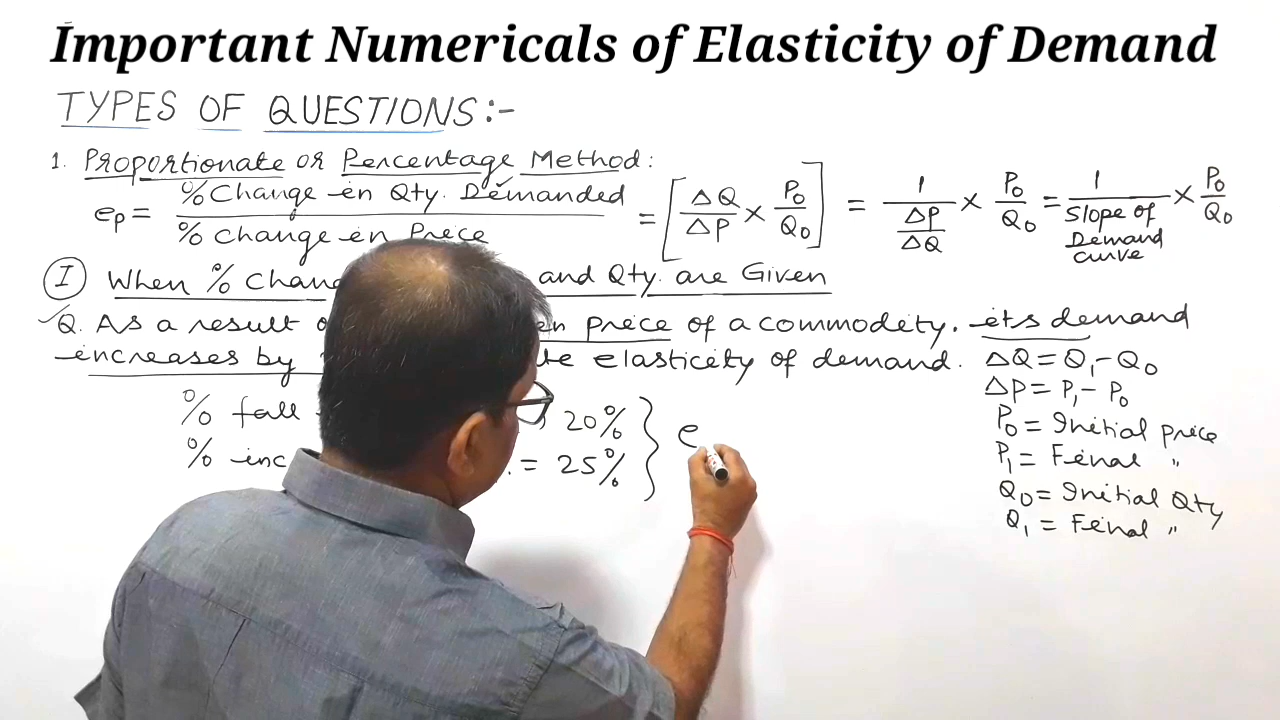 Important Numericals of Elasticity of Demand
TYPES OF QUESTIONS:-
1. Proportionate or Percentage Method:
eₚ = % Change in Qty. Demanded / % Change in Price = [ΔQ/ΔP × P₀/Q₀] = 1/(ΔP/ΔQ) × P₀/Q₀ = 1/Slope of Demand curve × P₀/Q₀
I When % Chan and Qty. are Given
Q. As a result in price of a commodity. its demand
increases by elasticity of demand.
ΔQ = Q₁ - Q₀
ΔP = P₁ - P₀
% fall 20%
% inc = 25%
e
P₀ = Initial price
P₁ = Final "
Q₀ = Initial Qty
Q₁ = Final "